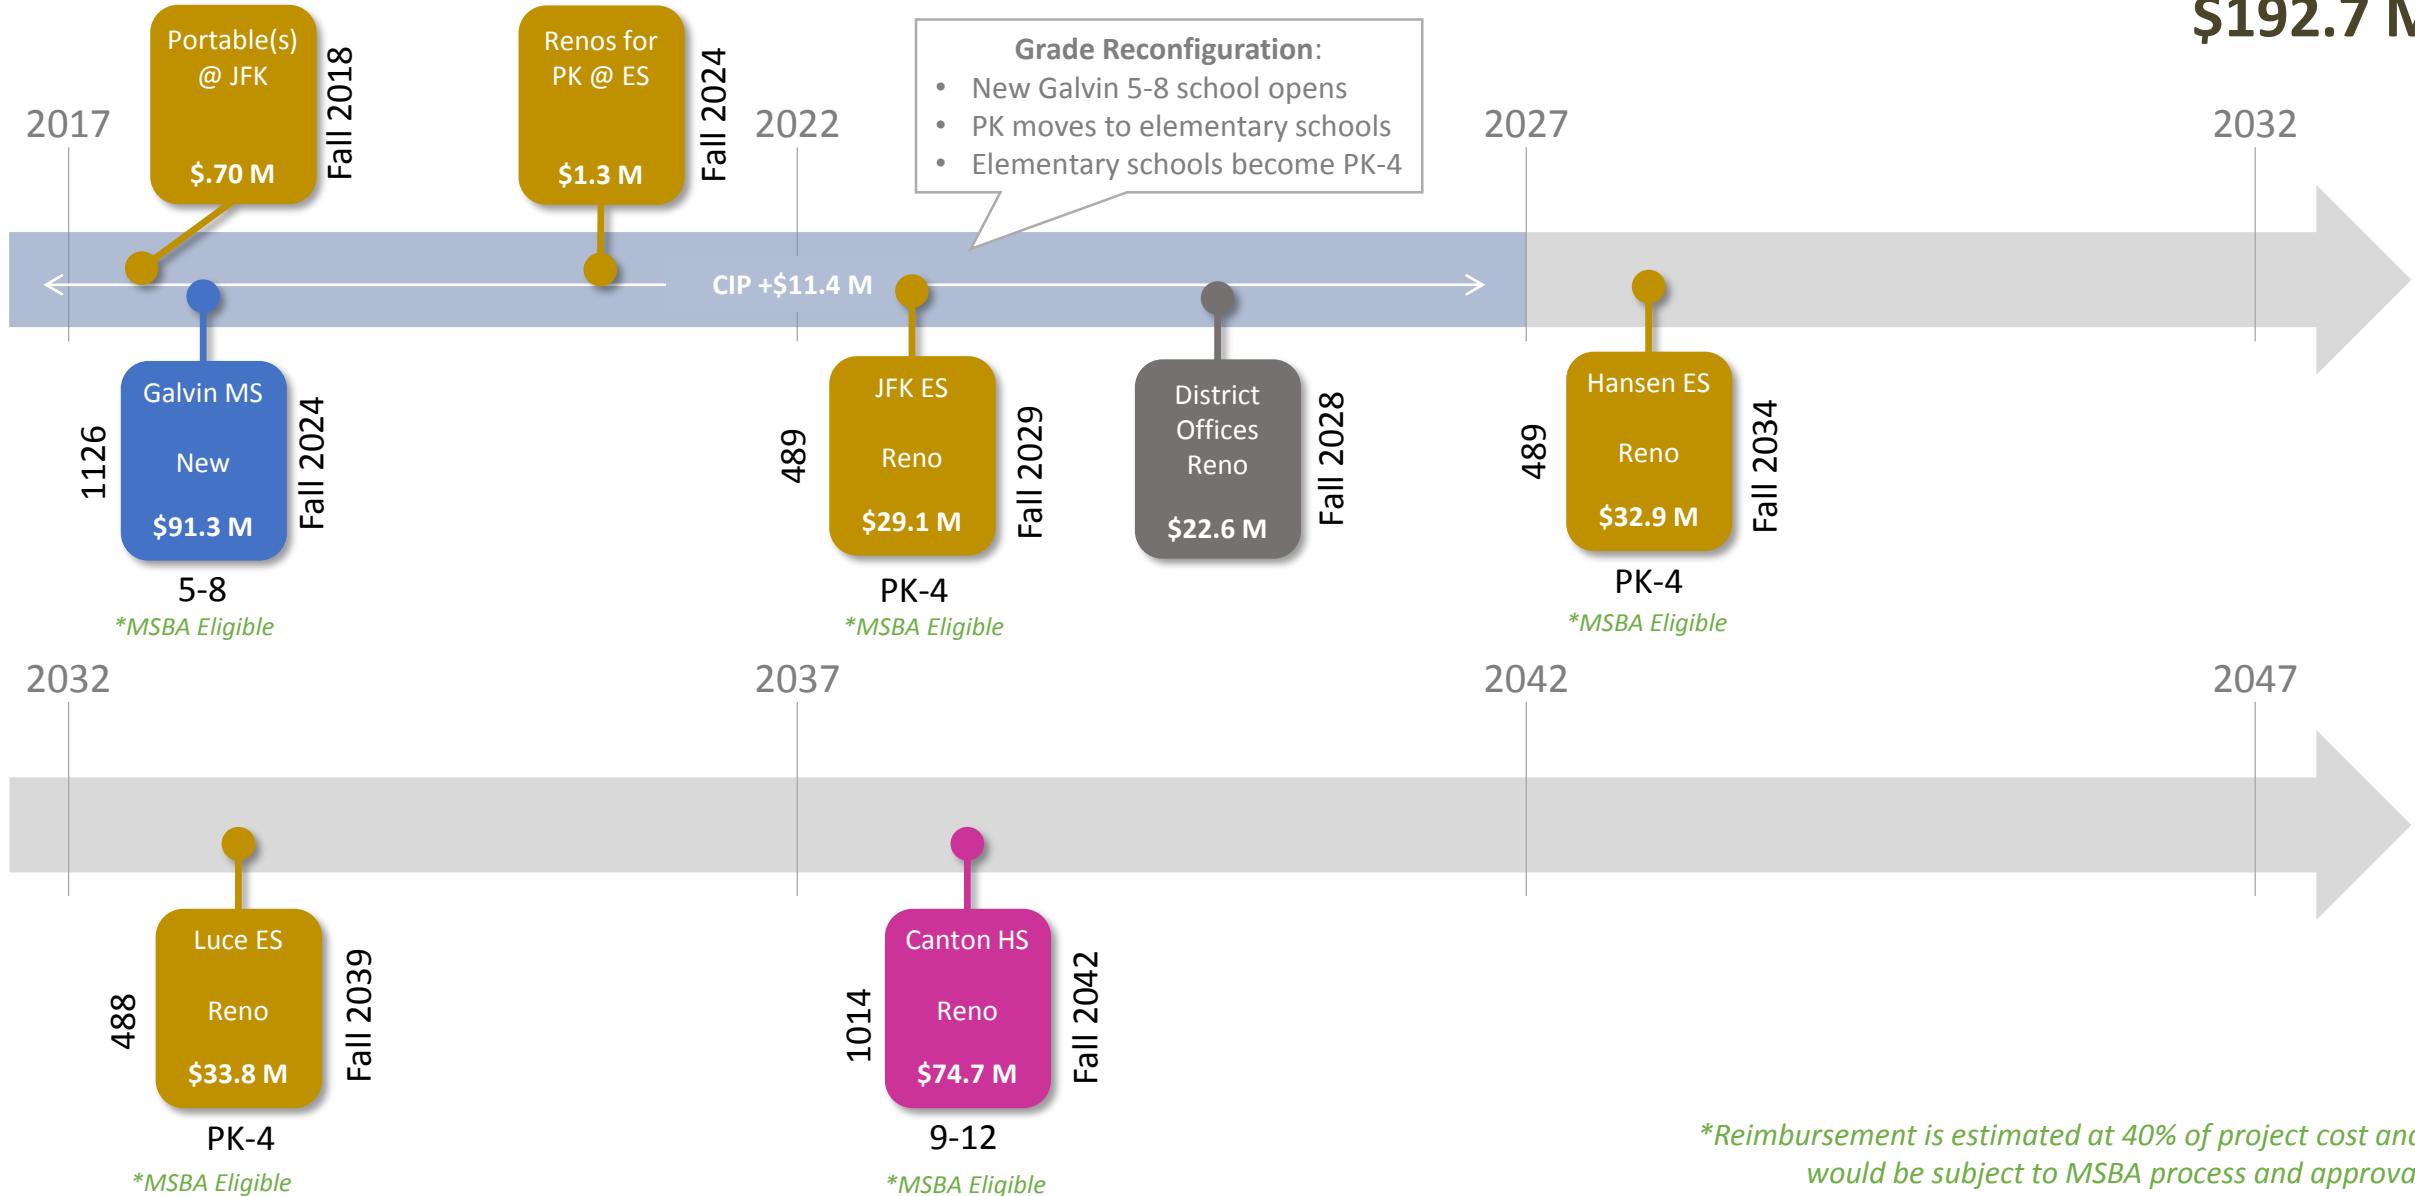 $192.7 M
Portable(s)
@ JFK
$.70 M
Fall 2018
Renos for
PK @ ES
$1.3 M
Fall 2024
Grade Reconfiguration:
• New Galvin 5-8 school opens
• PK moves to elementary schools
• Elementary schools become PK-4
2017
2022
2027
2032
CIP +$11.4 M
1126
Galvin MS
New
$91.3 M
Fall 2024
5-8
*MSBA Eligible
489
JFK ES
Reno
$29.1 M
Fall 2029
PK-4
*MSBA Eligible
District
Offices
Reno
$22.6 M
Fall 2028
489
Hansen ES
Reno
$32.9 M
Fall 2034
PK-4
*MSBA Eligible
2032
2037
2042
2047
488
Luce ES
Reno
$33.8 M
Fall 2039
PK-4
*MSBA Eligible
1014
Canton HS
Reno
$74.7 M
Fall 2042
9-12
*MSBA Eligible
*Reimbursement is estimated at 40% of project cost and
would be subject to MSBA process and approva